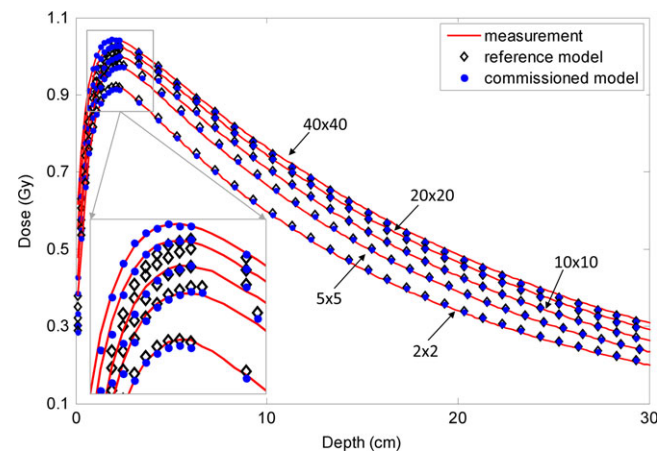 1.1
measurement
reference model
commissioned model
0.9
40x40
0.7
Dose (Gy)
20x20
0.5
10x10
5x5
0.3
2x2
0.1
0 10 20 30
Depth (cm)